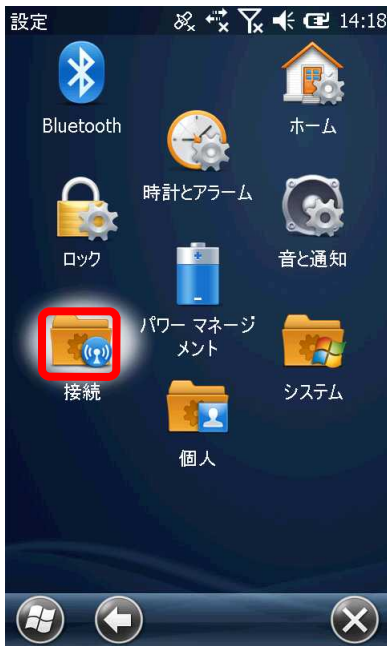 設定 14:18
Bluetooth
ホーム
時計とアラーム
ロック
音と通知
パワー マネージ
メント
接続
システム
個人